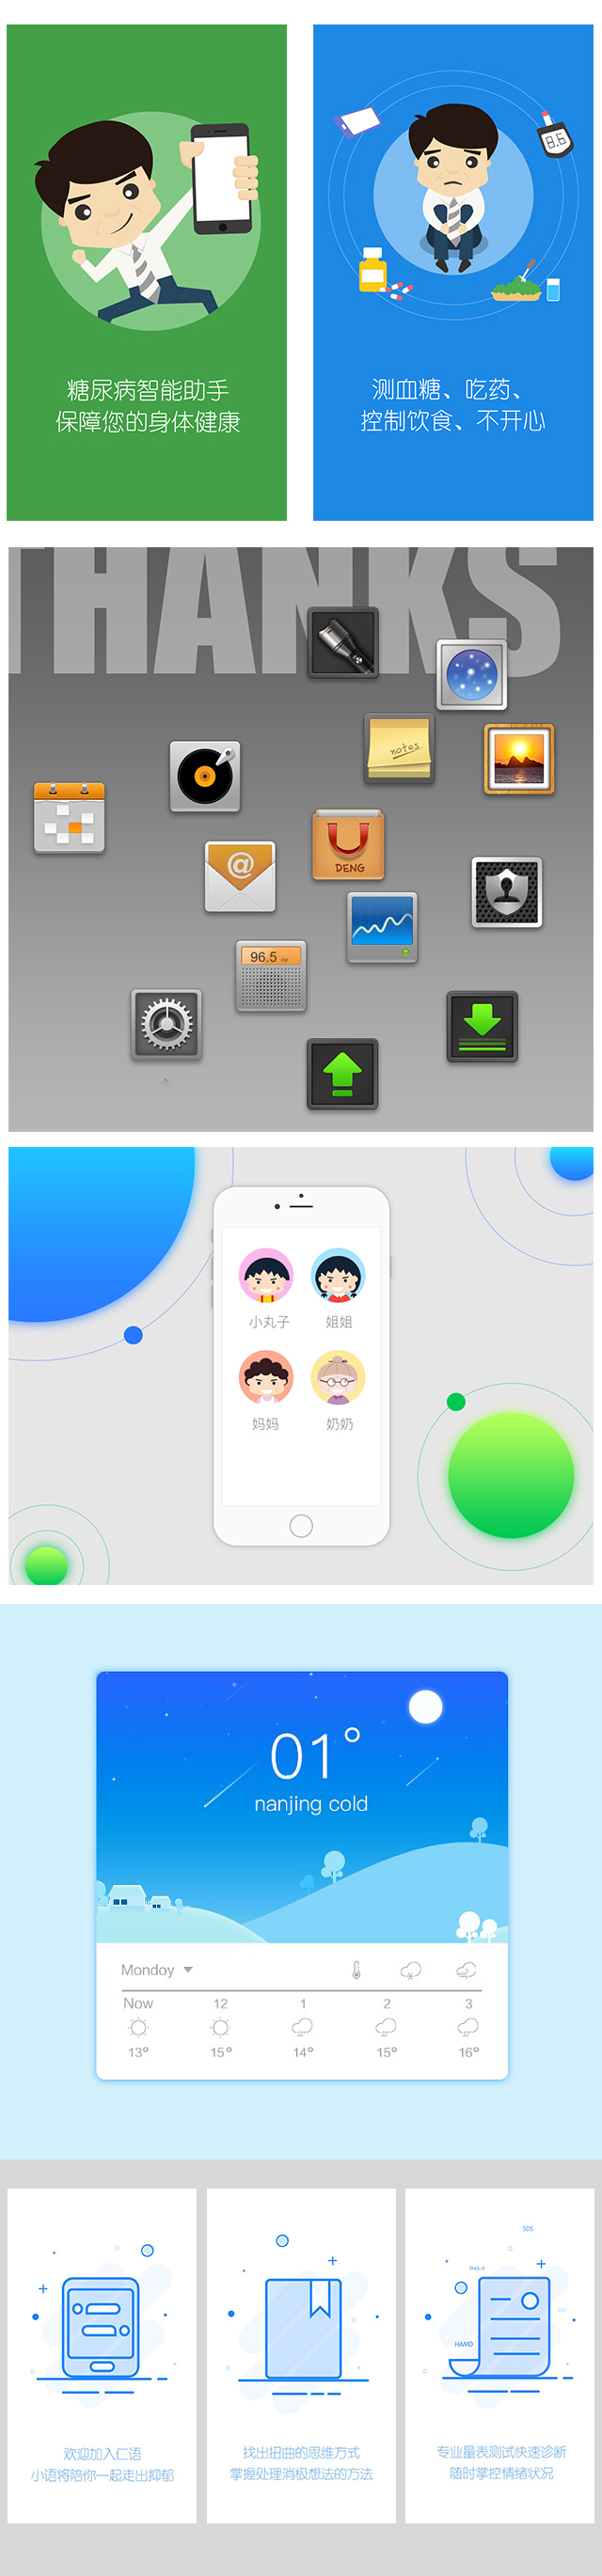 糖尿病智能助手
保障您的身体健康
8.5
测血糖、吃药、
控制饮食、不开心
THANKS
notes
@
DENG
96.5 FM
小丸子
姐姐
妈妈
奶奶
01°
nanjing cold
Monday
Now 12 1 2 3
13° 15° 14° 15° 16°
欢迎加入仁语
小语将陪你一起走出抑郁
找出扭曲的思维方式
掌握处理消极想法的方法
SDS
PHQ-9
HAMD
专业量表测试快速诊断
随时掌控情绪状况